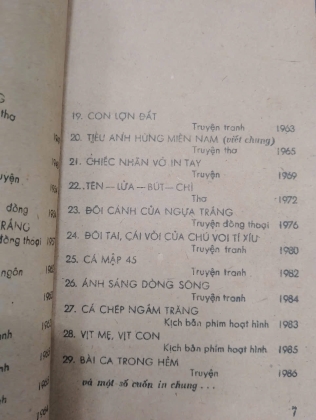 19. CON LỢN ĐẤT
Truyện tranh 1963
20. TIỂU ANH HÙNG MIỀN NAM (viết chung)
Truyện thơ 1965
21. CHIẾC NHẪN VỎ IN TAY
Truyện 1969
22. TÊN — LỬA — BÚT — CHÌ
Thơ 1972
23. ĐÔI CÁNH CỦA NGỰA TRẮNG
Truyện đồng thoại 1976
24. ĐÔI TAI, CÁI VÒI CỦA CHÚ VOI TÍ XÍU
Truyện tranh 1980
25. CÁ MẬP 45
Truyện tranh 1982
26. ÁNH SÁNG DÒNG SÔNG
Truyện tranh 1984
27. CÁ CHÉP NGẮM TRĂNG
Kịch bản phim hoạt hình 1983
28. VỊT MẸ, VỊT CON
Kịch bản phim hoạt hình 1985
29. BÀI CA TRONG HẺM
Truyện 1986
và một số cuốn in chung . . .
7